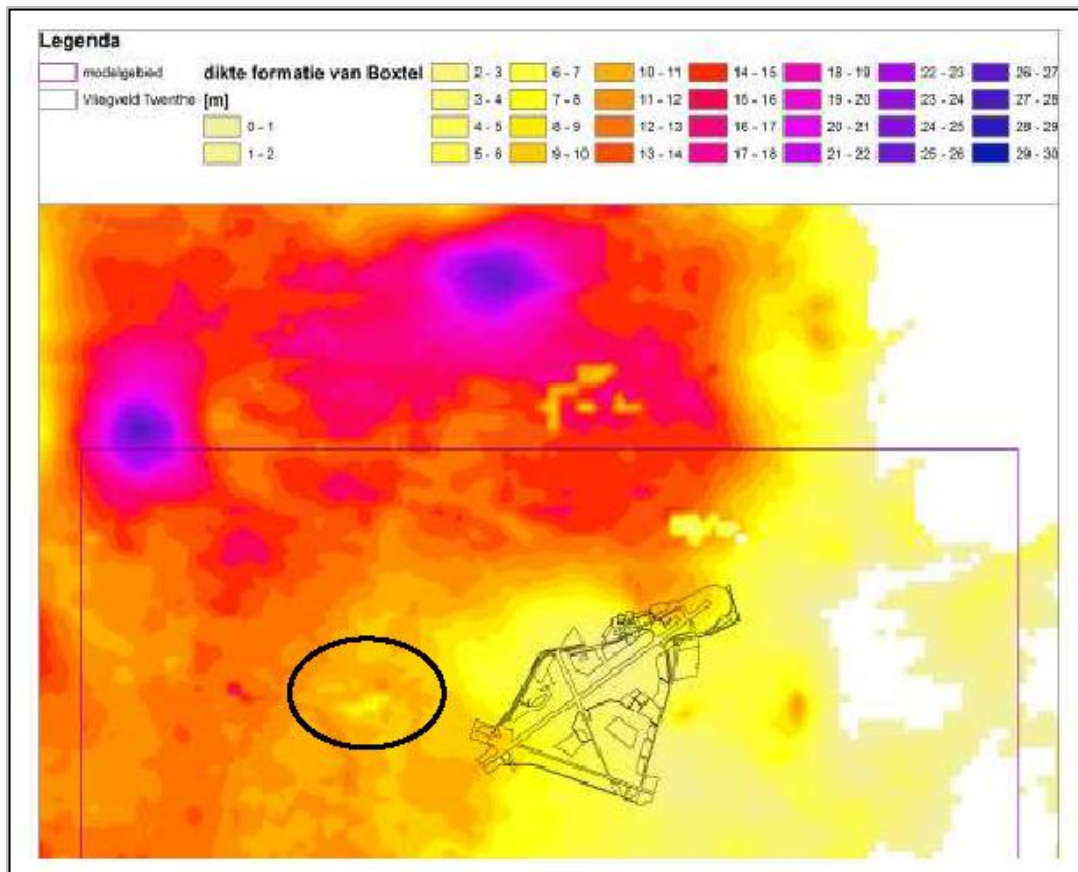 Legenda
modelgebied dikte formatie van Boxtel 2 - 3 6 - 7 10 - 11 14 - 15 18 - 19 22 - 23 26 - 27
Vliegveld Twenthe [m] 3 - 4 7 - 8 11 - 12 15 - 16 19 - 20 23 - 24 27 - 28
0 - 1 4 - 5 8 - 9 12 - 13 16 - 17 20 - 21 24 - 25 28 - 29
1 - 2 5 - 6 9 - 10 13 - 14 17 - 18 21 - 22 25 - 26 29 - 30